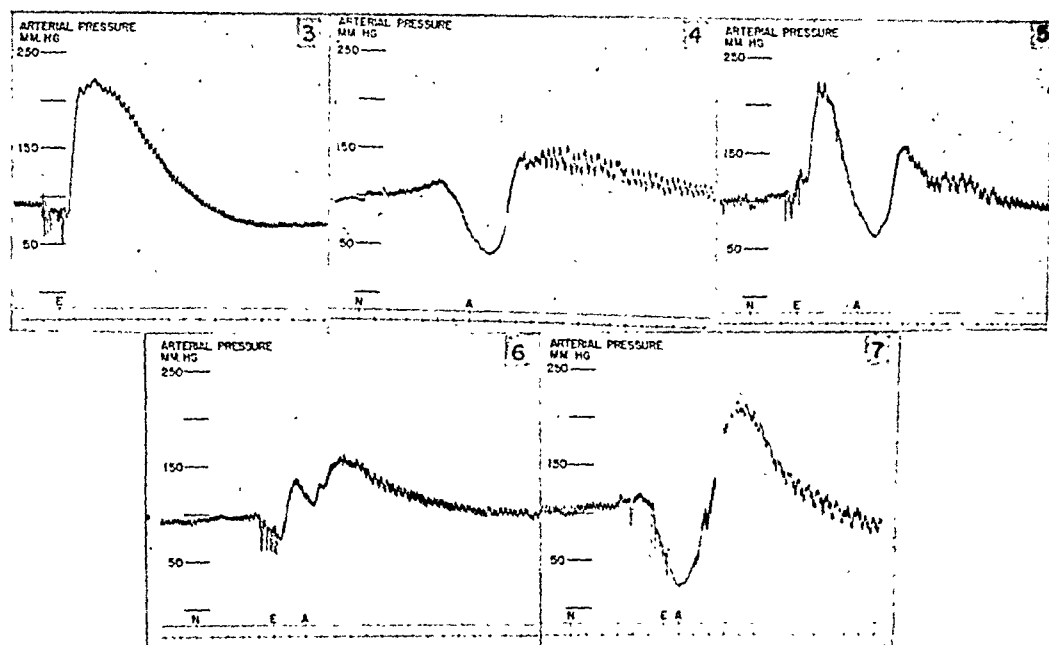 ARTERIAL PRESSURE
MM. HG
3
250
150
50
E
ARTERIAL PRESSURE
MM HG
4
250
150
50
N A
ARTERIAL PRESSURE
MM. HG
5
250
150
50
N E A
ARTERIAL PRESSURE
MM. HG
6
250
150
50
N E A
ARTERIAL PRESSURE
MM. HG
7
250
150
50
N E A